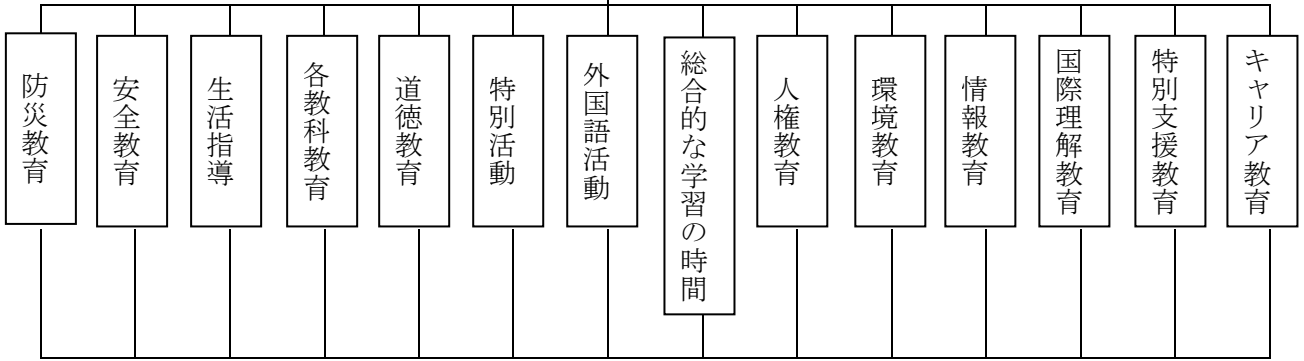 防災教育
安全教育
生活指導
各教科教育
道徳教育
特別活動
外国語活動
総合的な学習の時間
人権教育
環境教育
情報教育
国際理解教育
特別支援教育
キャリア教育